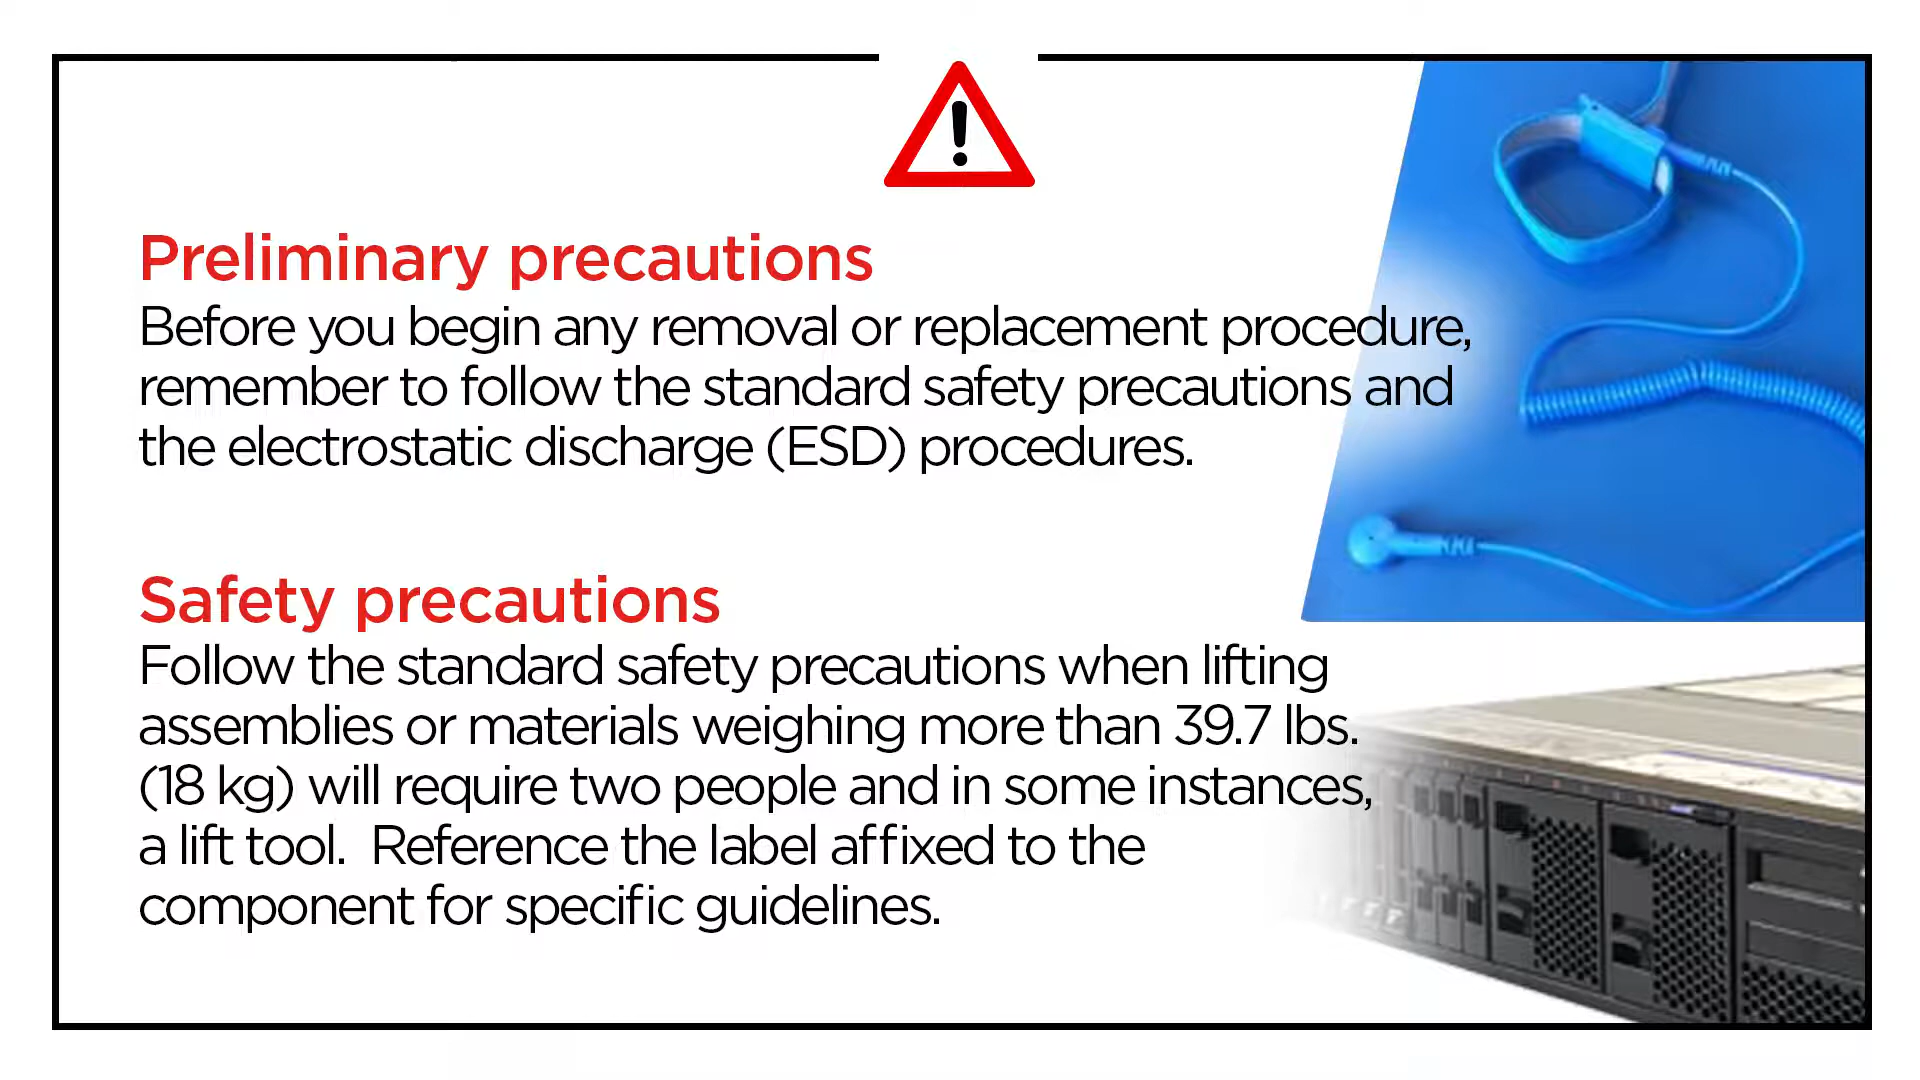 Preliminary precautions
Before you begin any removal or replacement procedure,
remember to follow the standard safety precautions and
the electrostatic discharge (ESD) procedures.
Safety precautions
Follow the standard safety precautions when lifting
assemblies or materials weighing more than 39.7 lbs.
(18 kg) will require two people and in some instances,
a lift tool.  Reference the label affixed to the
component for specific guidelines.